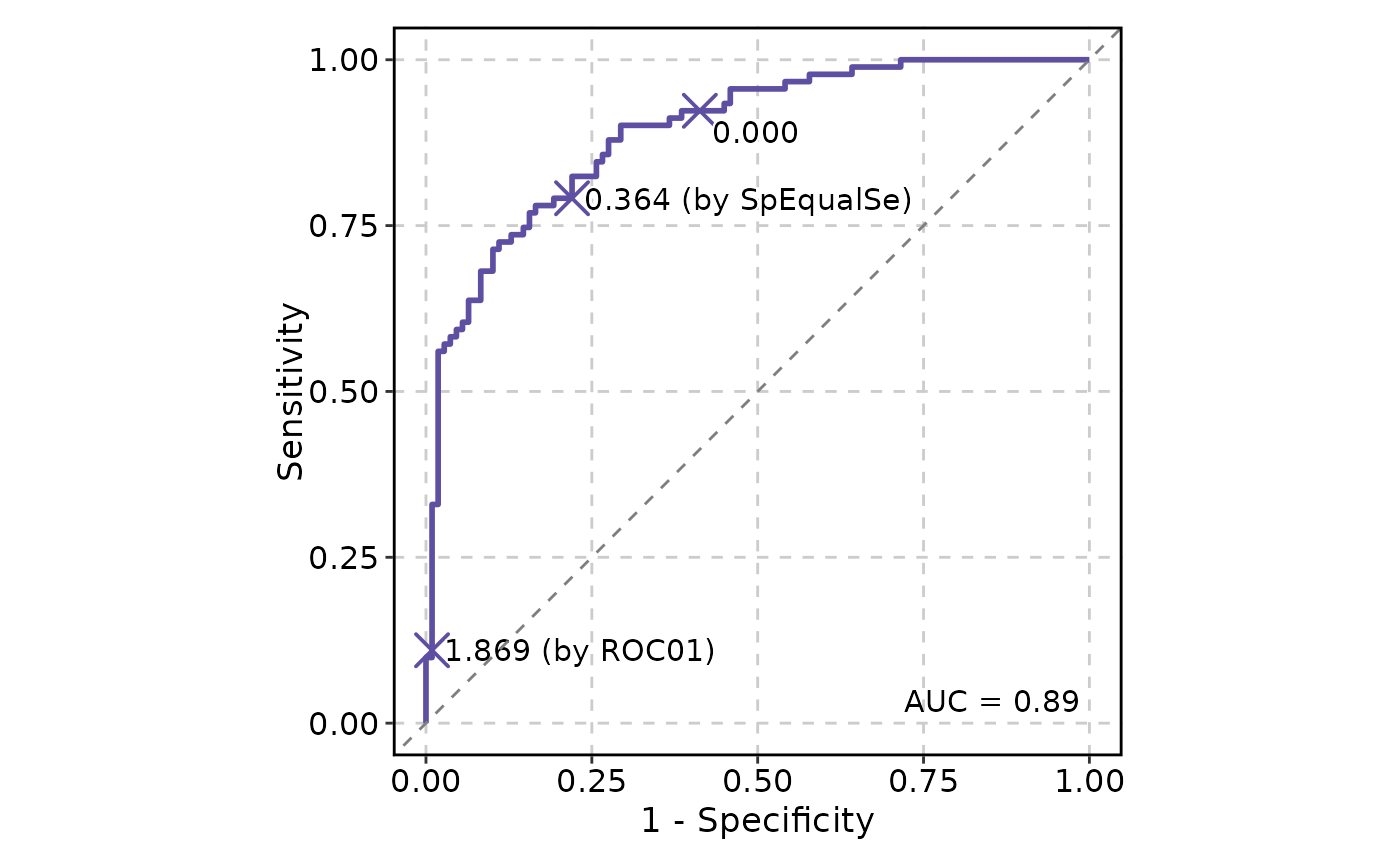 1.00
0.75
0.50
0.25
0.00
Sensitivity
0.000
0.364 (by SpEqualSe)
1.869 (by ROC01)
AUC = 0.89
0.00 0.25 0.50 0.75 1.00
1 - Specificity